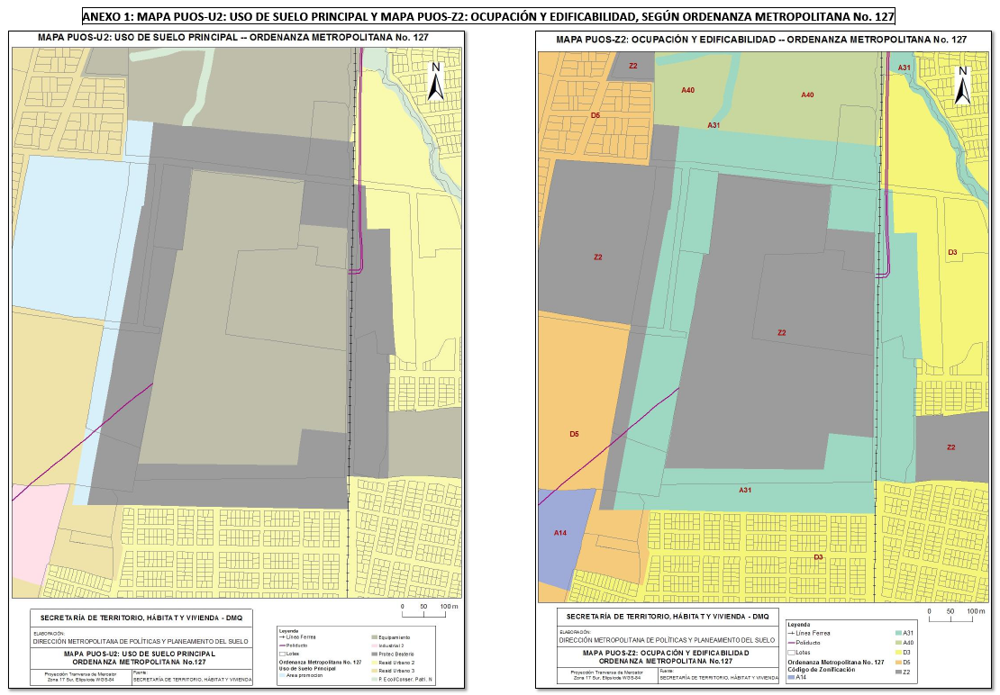 ANEXO 1: MAPA PUOS-U2: USO DE SUELO PRINCIPAL Y MAPA PUOS-Z2: OCUPACIÓN Y EDIFICABILIDAD, SEGÚN ORDENANZA METROPOLITANA No. 127
MAPA PUOS-U2: USO DE SUELO PRINCIPAL -- ORDENANZA METROPOLITANA No. 127
N
0 50 100 m
SECRETARÍA DE TERRITORIO, HÁBITAT Y VIVIENDA - DMQ
ELABORACIÓN:
DIRECCIÓN METROPOLITANA DE POLÍTICAS Y PLANEAMIENTO DEL SUELO
MAPA PUOS-U2: USO DE SUELO PRINCIPAL
ORDENANZA METROPOLITANA No.127
Proyección Tranversa de Mercator
Zona 17 Sur, Elipsoide WGS-84
Fuente:
SECRETARÍA DE TERRITORIO, HÁBITAT Y VIVIENDA
Leyenda
Línea Ferrea
Poliducto
Lotes
Ordenanza Metropolitana No.127
Uso de Suelo Principal
Area promocion
Equipamiento
Industrial 2
Protec Beaterio
Resid Urbano 2
Resid Urbano 3
P. Ecol/Conser. Patri. N
MAPA PUOS-Z2: OCUPACIÓN Y EDIFICABILIDAD -- ORDENANZA METROPOLITANA No. 127
N
Z2
A40
A40
A31
D5
A31
Z2
D3
Z2
D5
Z2
A31
A14
D3
0 50 100 m
SECRETARÍA DE TERRITORIO, HÁBITAT Y VIVIENDA - DMQ
ELABORACIÓN:
DIRECCIÓN METROPOLITANA DE POLÍTICAS Y PLANEAMIENTO DEL SUELO
MAPA PUOS-Z2: OCUPACIÓN Y EDIFICABILIDAD
ORDENANZA METROPOLITANA No.127
Proyección Tranversa de Mercator
Zona 17 Sur, Elipsoide WGS-84
Fuente:
SECRETARÍA DE TERRITORIO, HÁBITAT Y VIVIENDA
Leyenda
Línea Ferrea
Poliducto
Lotes
Ordenanza Metropolitana No.127
Código de Zonificación
A14
A31
A40
D3
D5
Z2